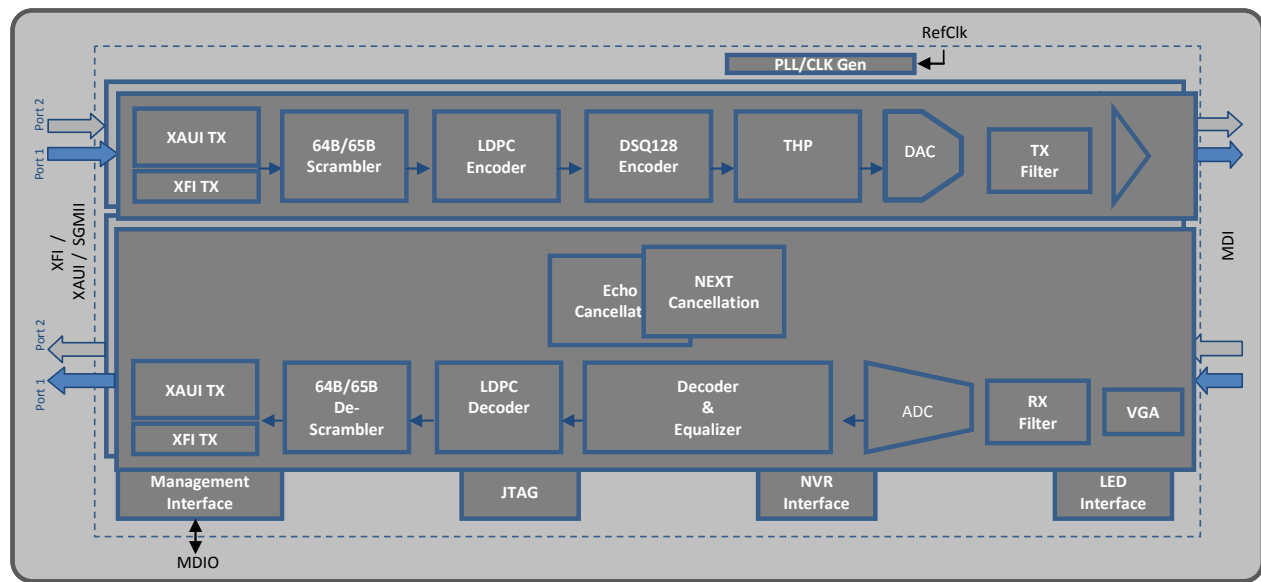 RefClk
PLL/CLK Gen
Port 2
Port 1
XAUI TX
XFI TX
64B/65B
Scrambler
LDPC
Encoder
DSQ128
Encoder
THP
DAC
TX
Filter
XFI /
XAUI / SGMII
MDI
Echo
Cancellat
NEXT
Cancellation
Port 2
Port 1
XAUI TX
XFI TX
64B/65B
De-
Scrambler
LDPC
Decoder
Decoder
&
Equalizer
ADC
RX
Filter
VGA
Management
Interface
JTAG
NVR
Interface
LED
Interface
MDIO